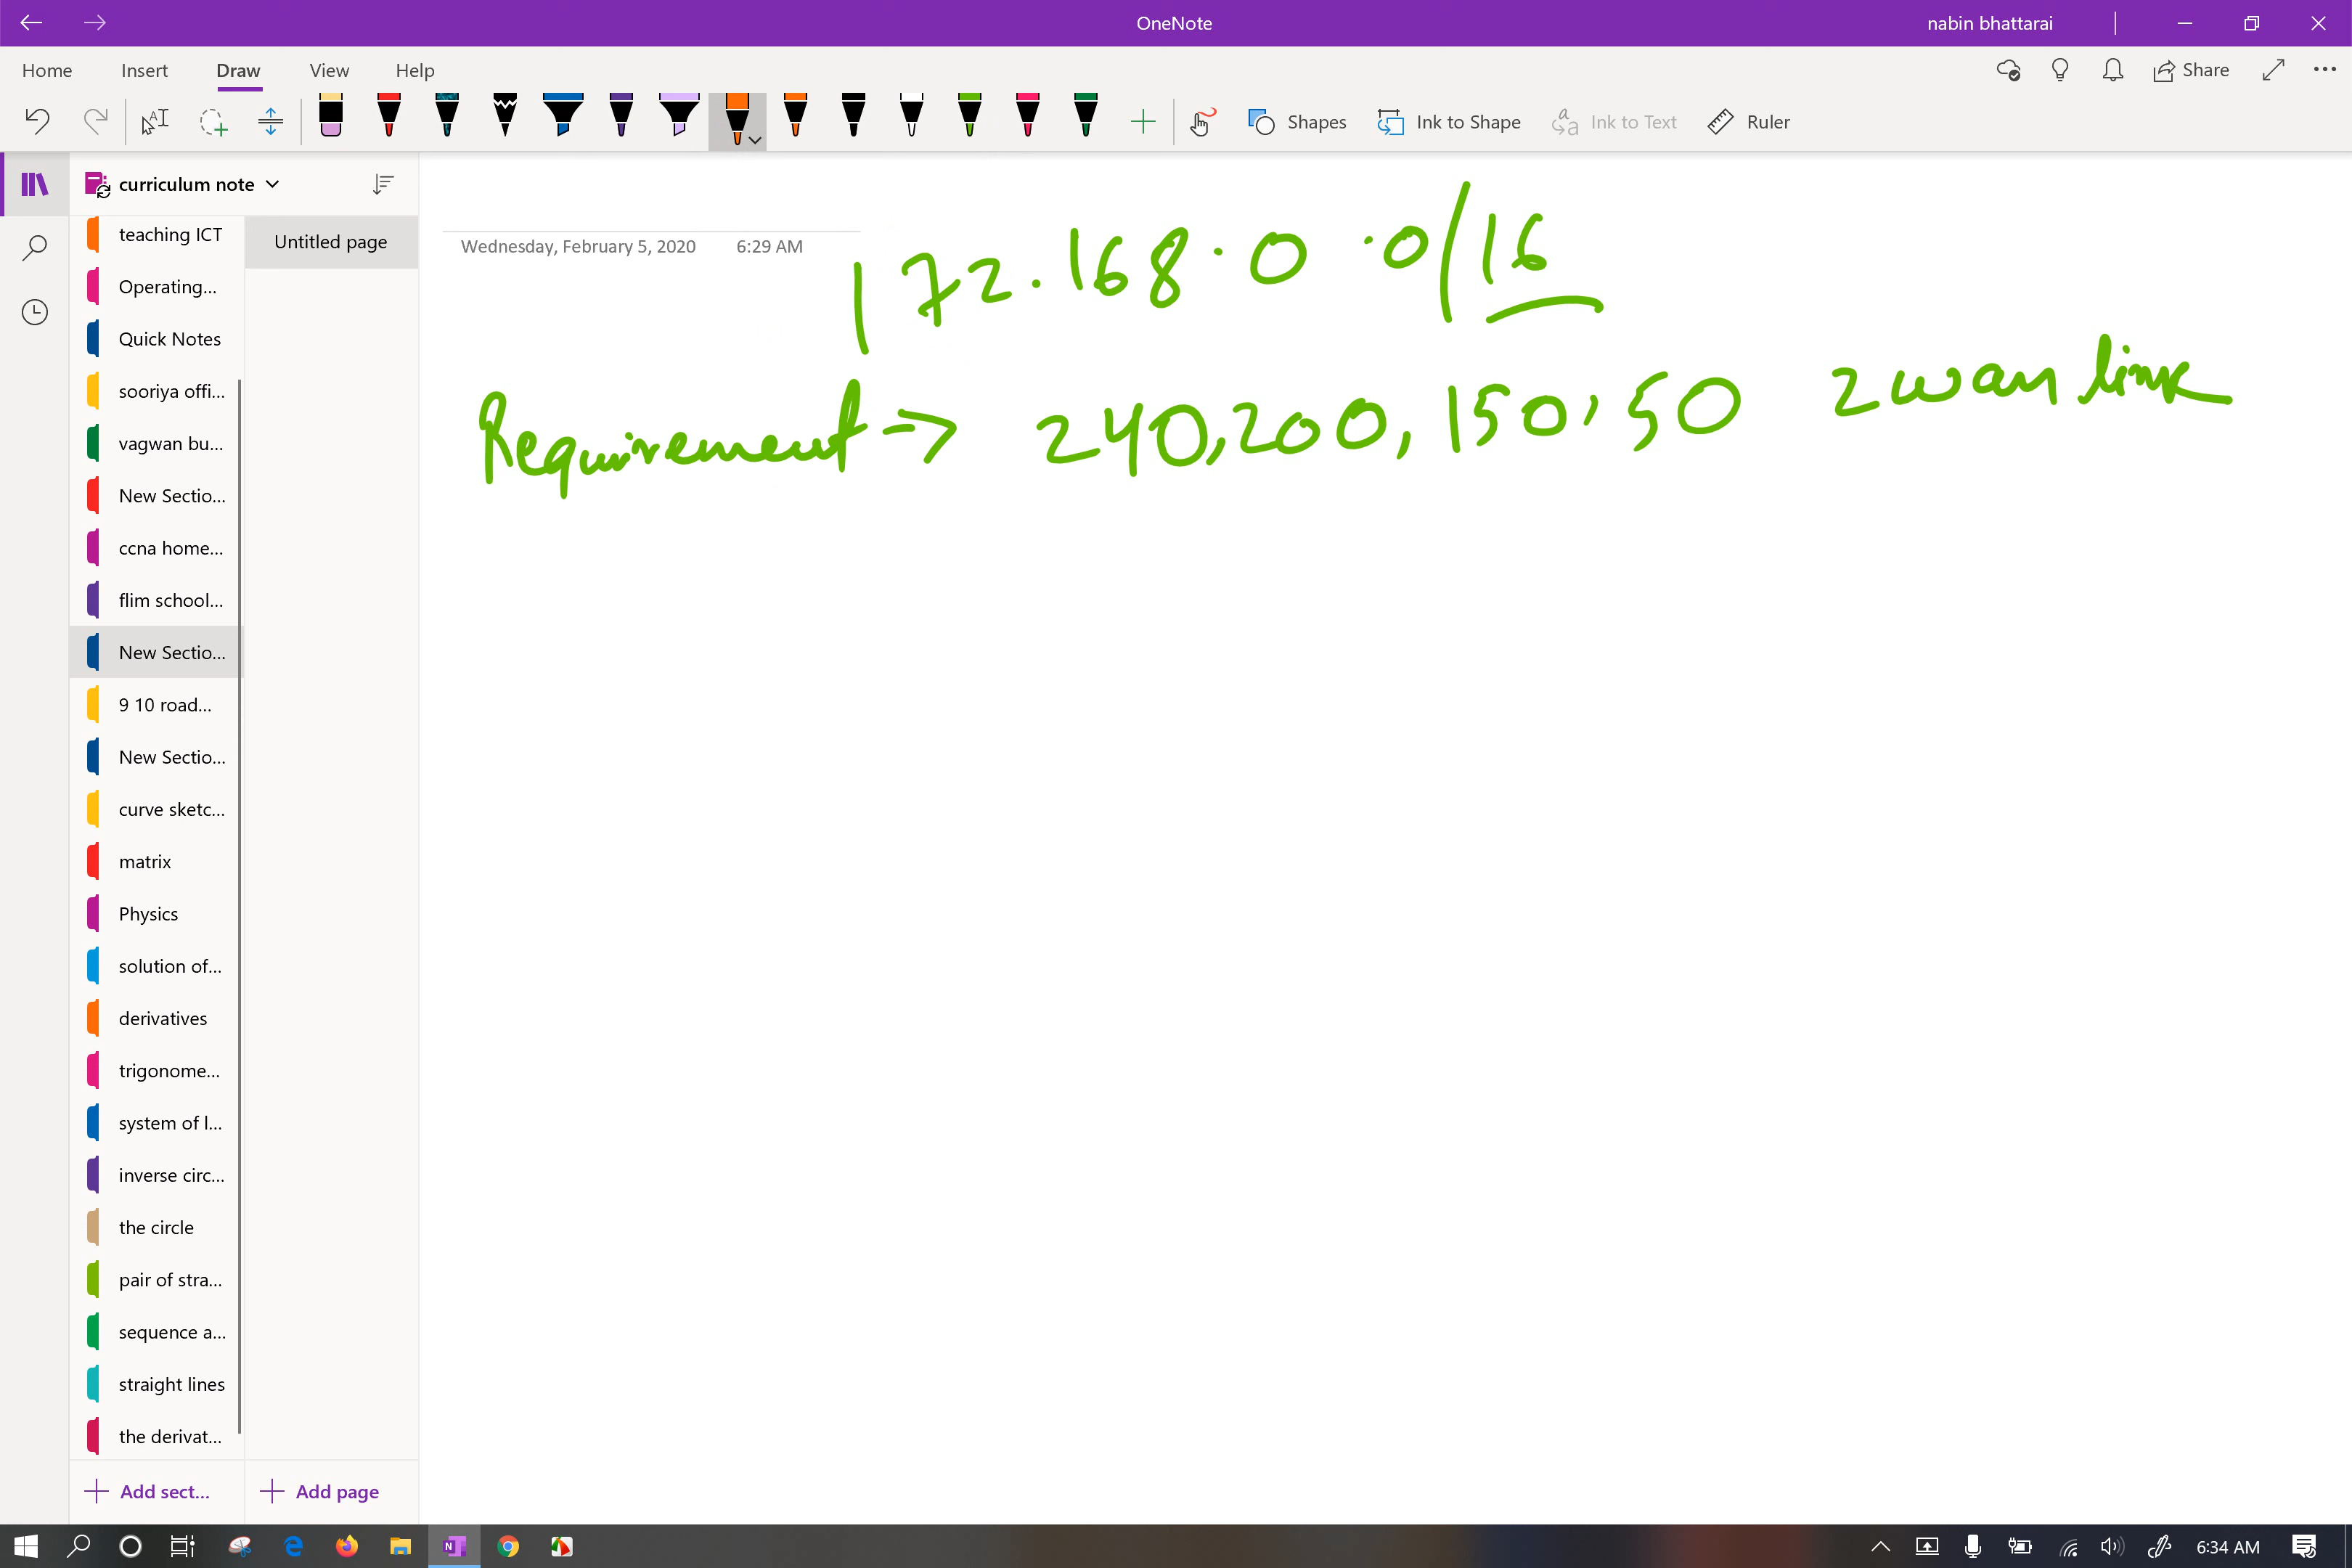 OneNote
nabin bhattarai
Home Insert Draw View Help
Share
Shapes Ink to Shape Ink to Text Ruler
curriculum note
teaching ICT
Operating...
Quick Notes
sooriya offi...
vagwan bu...
New Sectio...
ccna home...
flim school...
New Sectio...
9 10 road...
New Sectio...
curve sketc...
matrix
Physics
solution of...
derivatives
trigonome...
system of l...
inverse circ...
the circle
pair of stra...
sequence a...
straight lines
the derivat...
Add sect...
Untitled page
Add page
Wednesday, February 5, 2020 6:29 AM
172.168.0.0/16
Requirement → 240,200,150,50 2 wan link
6:34 AM